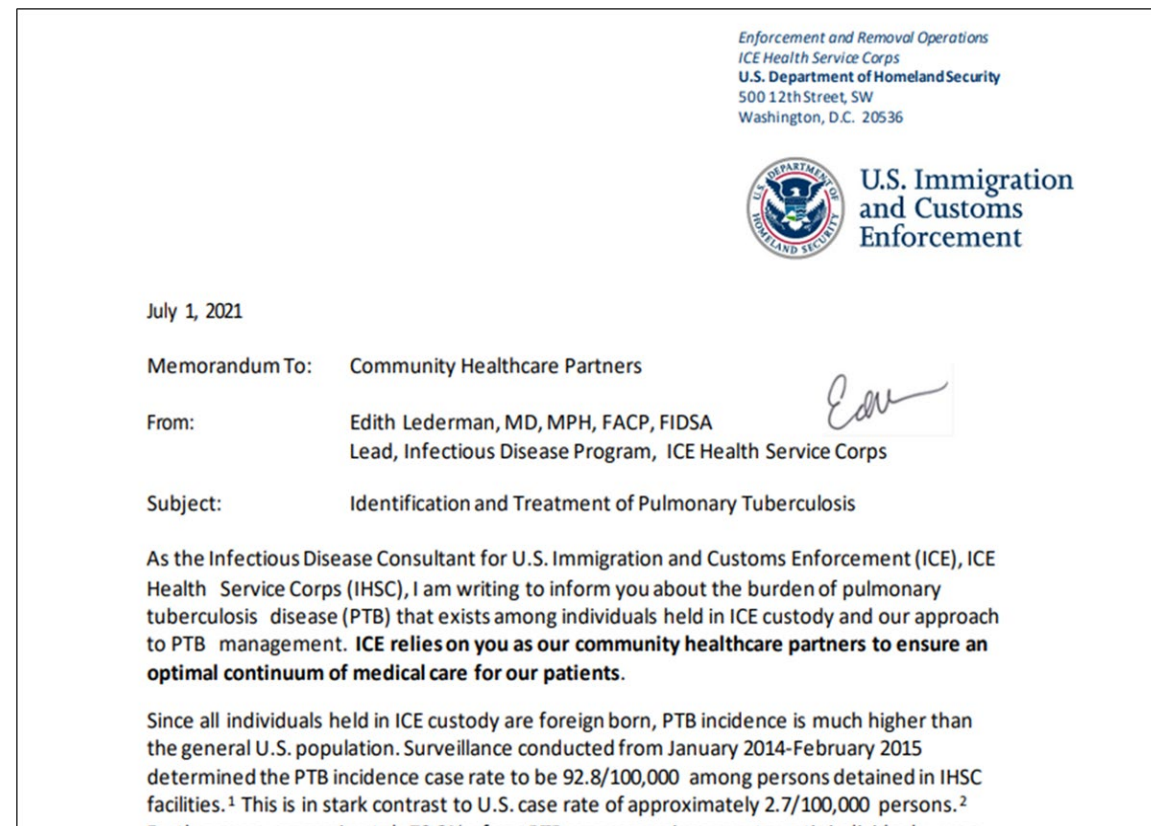 Enforcement and Removal Operations
ICE Health Service Corps
U.S. Department of Homeland Security
500 12th Street, SW
Washington, D.C. 20536
U.S. DEPARTMENT OF HOMELAND SECURITY
U.S. Immigration
and Customs
Enforcement
July 1, 2021
Memorandum To: Community Healthcare Partners
From: Edith Lederman, MD, MPH, FACP, FIDSA
Lead, Infectious Disease Program, ICE Health Service Corps
Subject: Identification and Treatment of Pulmonary Tuberculosis
As the Infectious Disease Consultant for U.S. Immigration and Customs Enforcement (ICE), ICE
Health Service Corps (IHSC), I am writing to inform you about the burden of pulmonary
tuberculosis disease (PTB) that exists among individuals held in ICE custody and our approach
to PTB management. ICE relies on you as our community healthcare partners to ensure an
optimal continuum of medical care for our patients.
Since all individuals held in ICE custody are foreign born, PTB incidence is much higher than
the general U.S. population. Surveillance conducted from January 2014-February 2015
determined the PTB incidence case rate to be 92.8/100,000 among persons detained in IHSC
facilities.¹ This is in stark contrast to U.S. case rate of approximately 2.7/100,000 persons.²